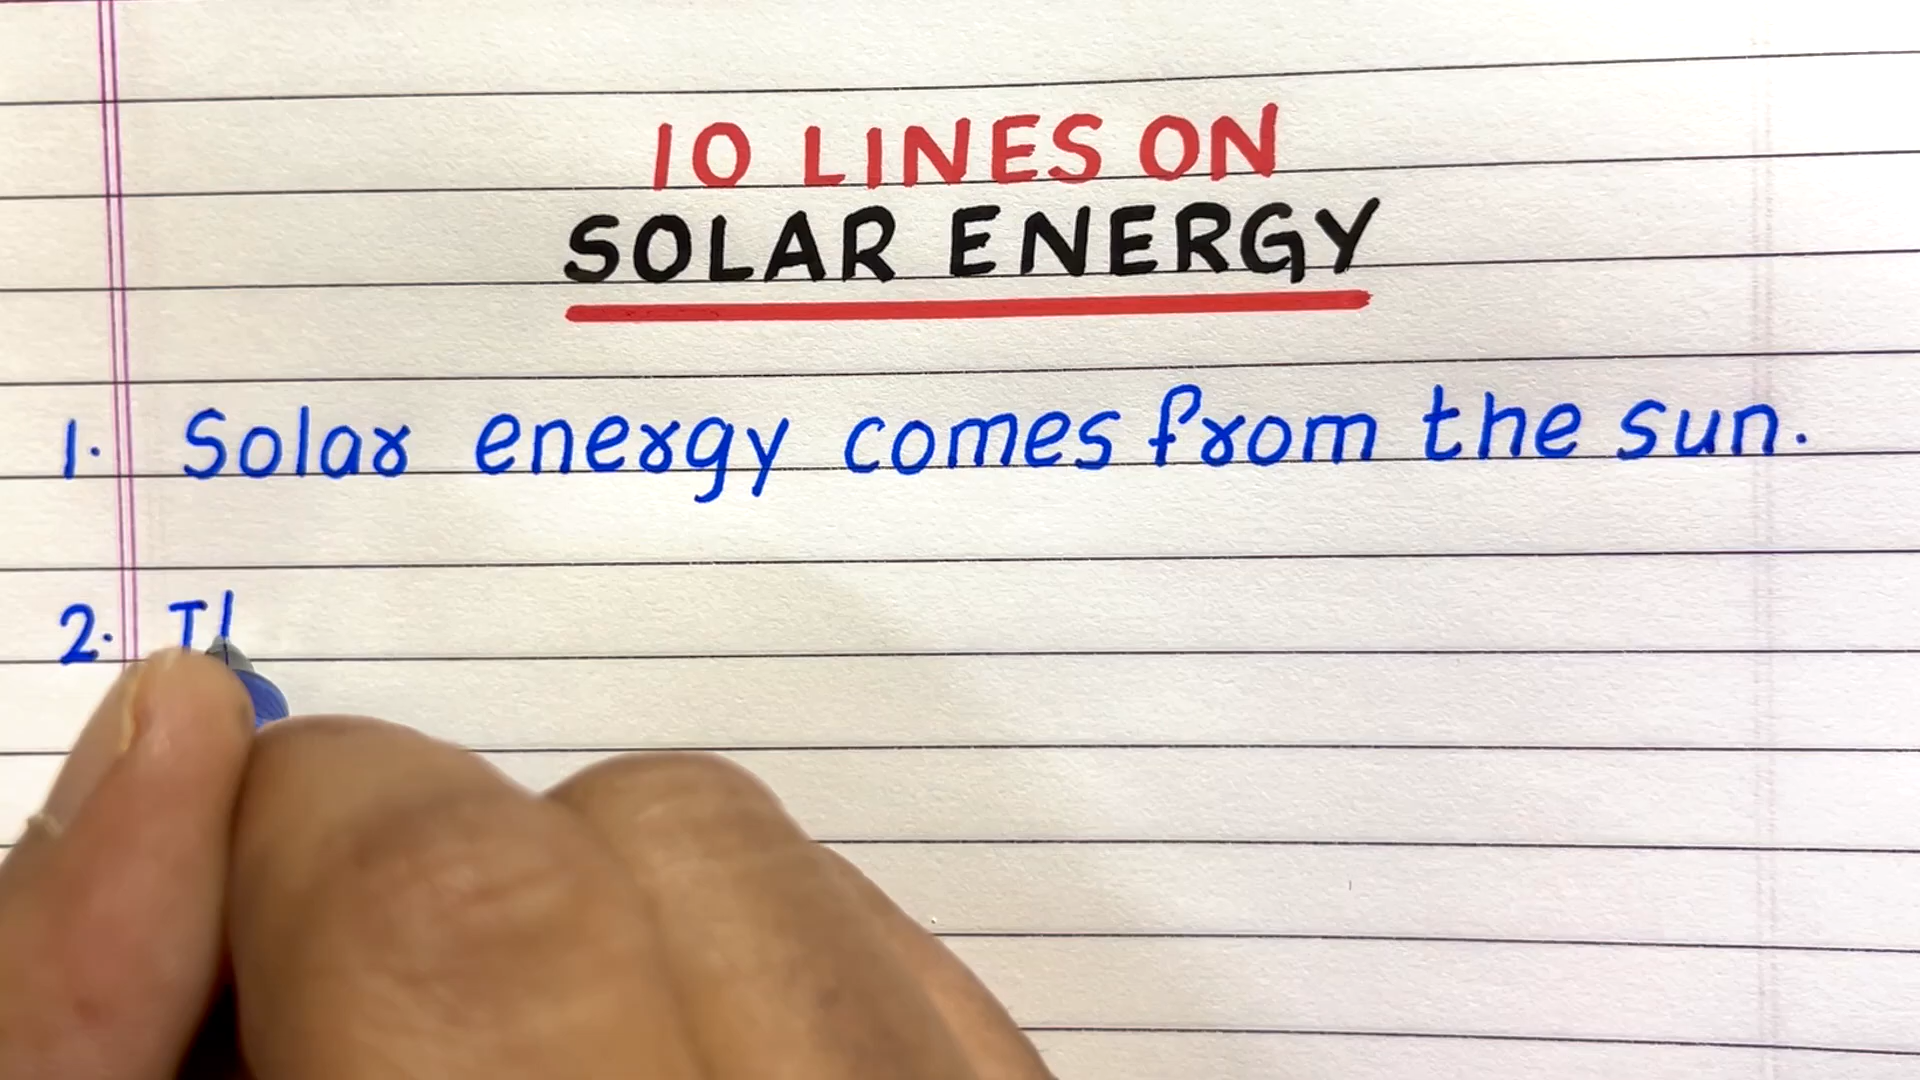 10 LINES ON
SOLAR ENERGY
1. Solar energy comes from the sun.
2.